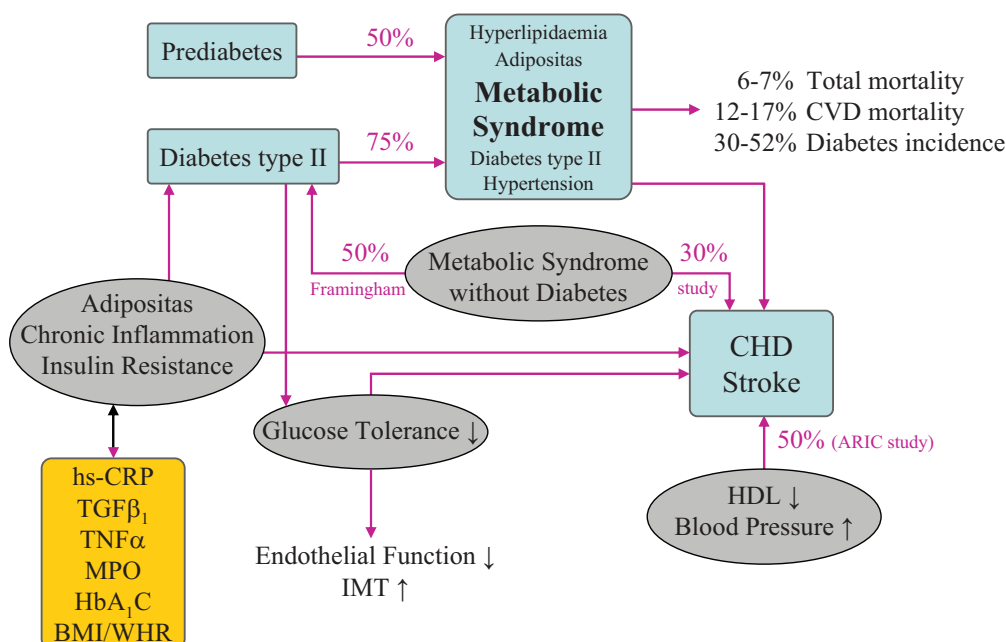 Prediabetes
50%
Hyperlipidaemia
Adipositas
Metabolic
Syndrome
Diabetes type II
Hypertension
6-7% Total mortality
12-17% CVD mortality
30-52% Diabetes incidence
Diabetes type II
75%
50%
Framingham
Metabolic Syndrome
without Diabetes
30%
study
Adipositas
Chronic Inflammation
Insulin Resistance
CHD
Stroke
Glucose Tolerance ↓
50% (ARIC study)
HDL ↓
Blood Pressure ↑
hs-CRP
TGFβ₁
TNFα
MPO
HbA₁C
BMI/WHR
Endothelial Function ↓
IMT ↑